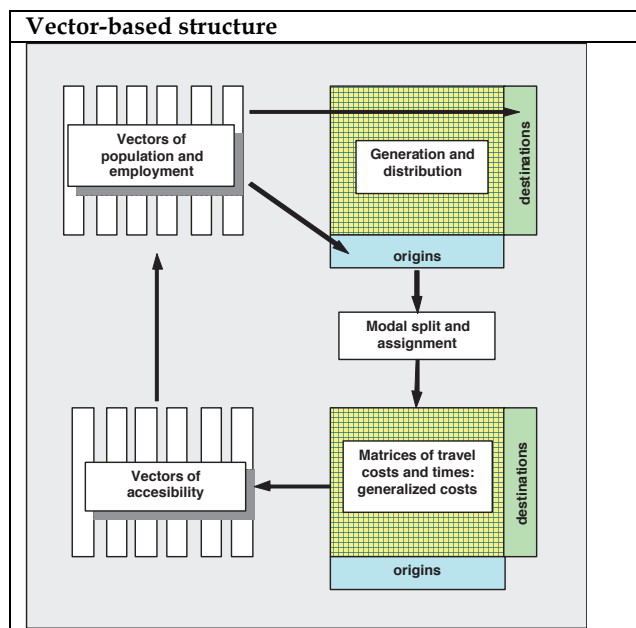 Vector-based structure
Vectors of
population and
employment
Generation and
distribution
destinations
origins
Modal split and
assignment
Vectors of
accesibility
Matrices of travel
costs and times:
generalized costs
destinations
origins